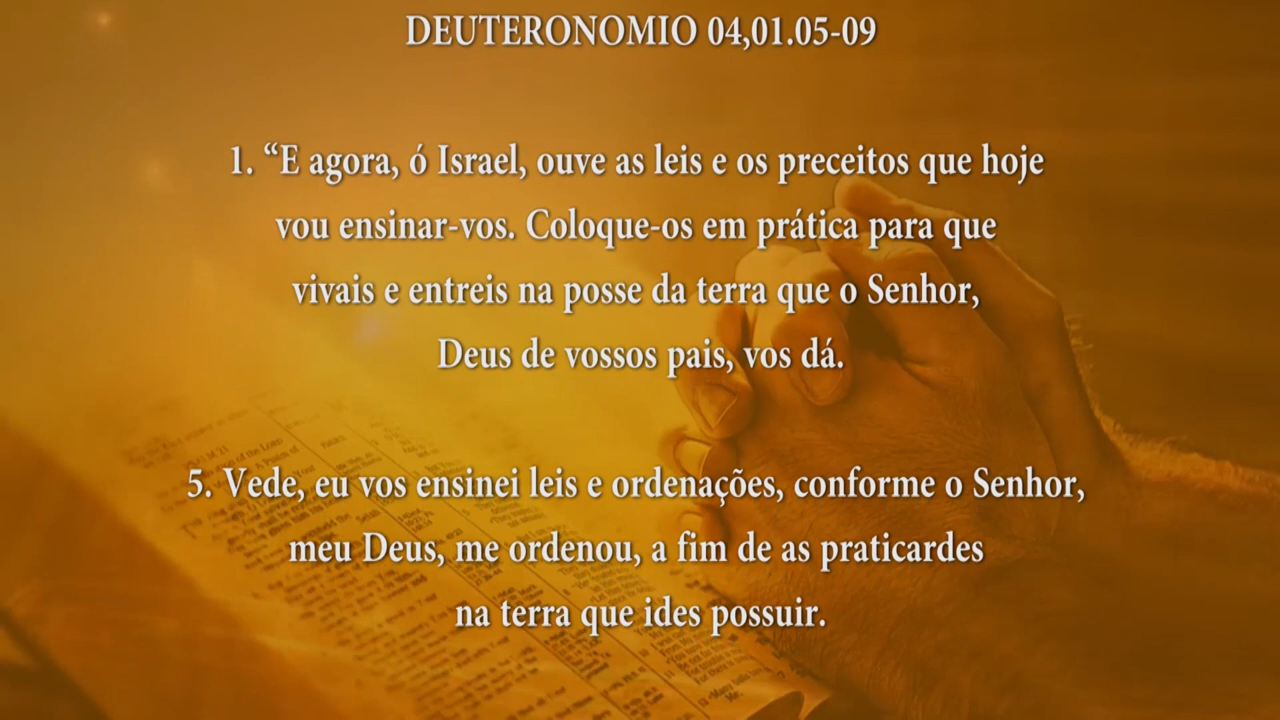 DEUTERONOMIO 04,01.05-09
1. “E agora, ó Israel, ouve as leis e os preceitos que hoje
vou ensinar-vos. Coloque-os em prática para que
vivais e entreis na posse da terra que o Senhor,
Deus de vossos pais, vos dá.
5. Vede, eu vos ensinei leis e ordenações, conforme o Senhor,
meu Deus, me ordenou, a fim de as praticardes
na terra que ides possuir.